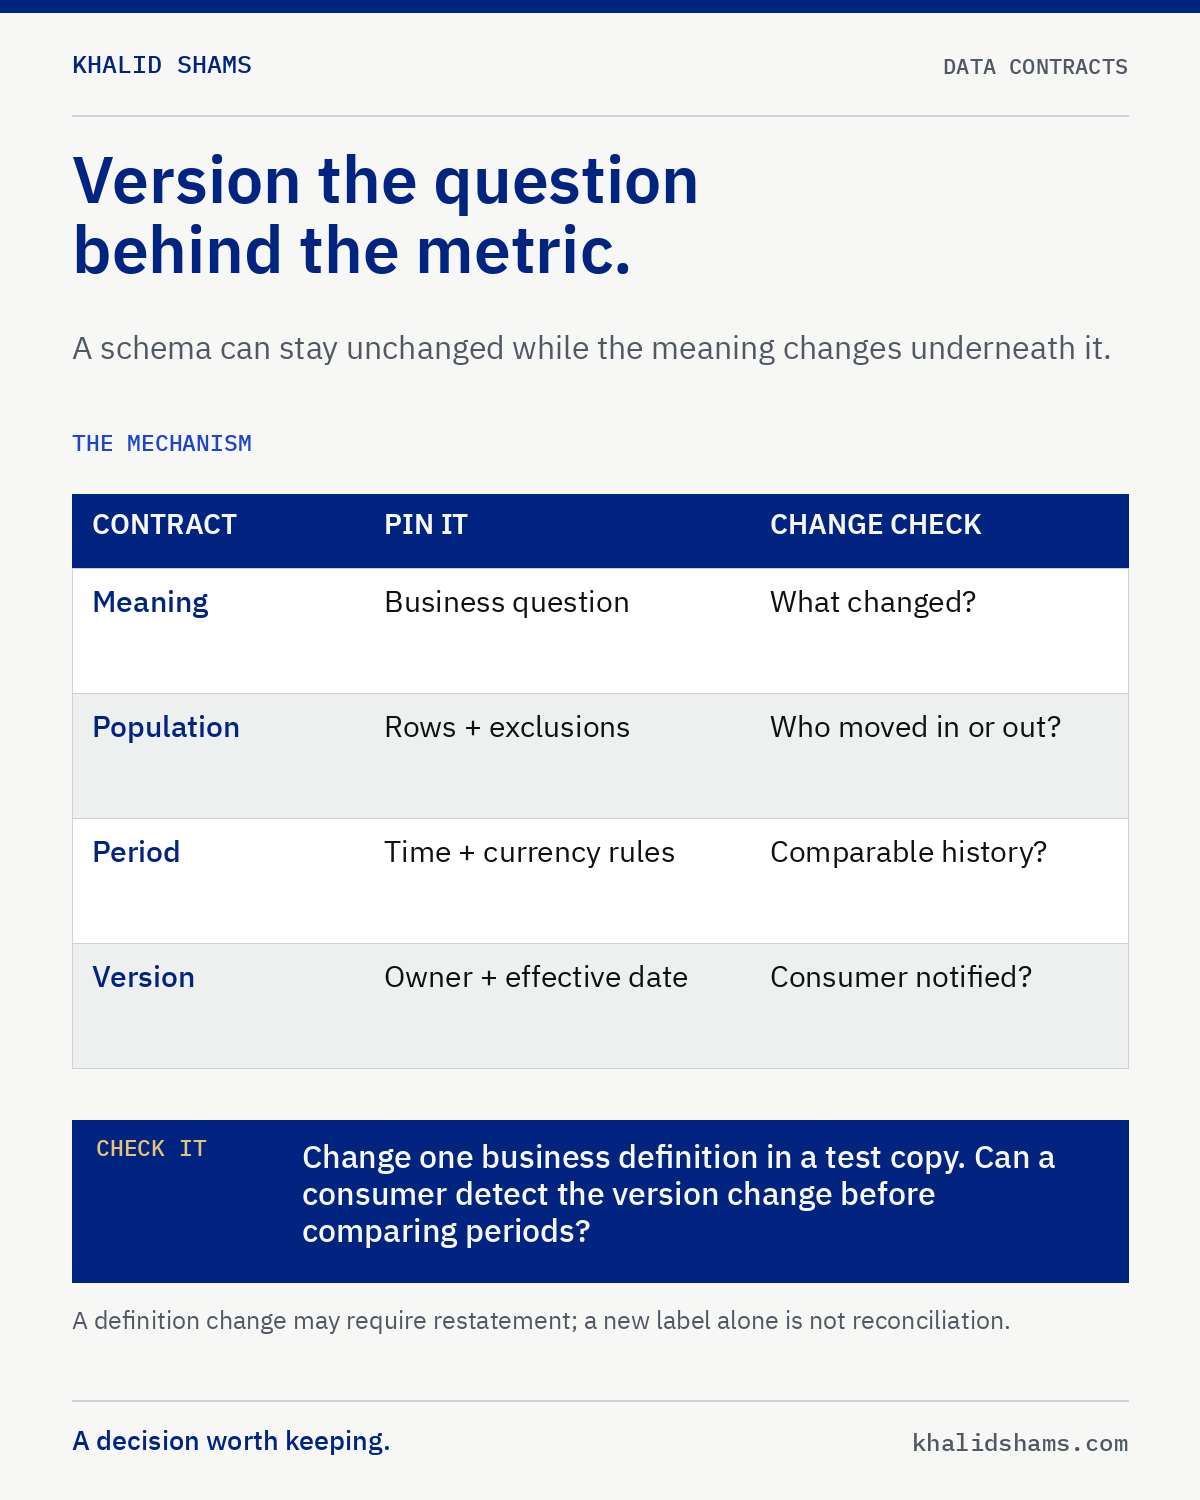 KHALID SHAMS
DATA CONTRACTS
Version the question
behind the metric.
A schema can stay unchanged while the meaning changes underneath it.
THE MECHANISM
CONTRACT PIN IT CHANGE CHECK
Meaning Business question What changed?
Population Rows + exclusions Who moved in or out?
Period Time + currency rules Comparable history?
Version Owner + effective date Consumer notified?
CHECK IT
Change one business definition in a test copy. Can a
consumer detect the version change before
comparing periods?
A definition change may require restatement; a new label alone is not reconciliation.
A decision worth keeping.
khalidshams.com